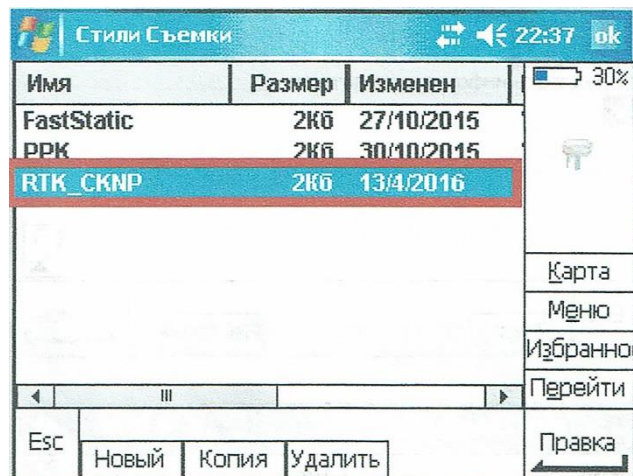 Стили Съемки 22:37 ok
Имя Размер Изменен
30%
FastStatic 2Кб 27/10/2015
PPK 2Кб 30/10/2015
RTK_CKNP 2Кб 13/4/2016
Карта
Меню
Избранно
Перейти
Esc Новый Копия Удалить Правка